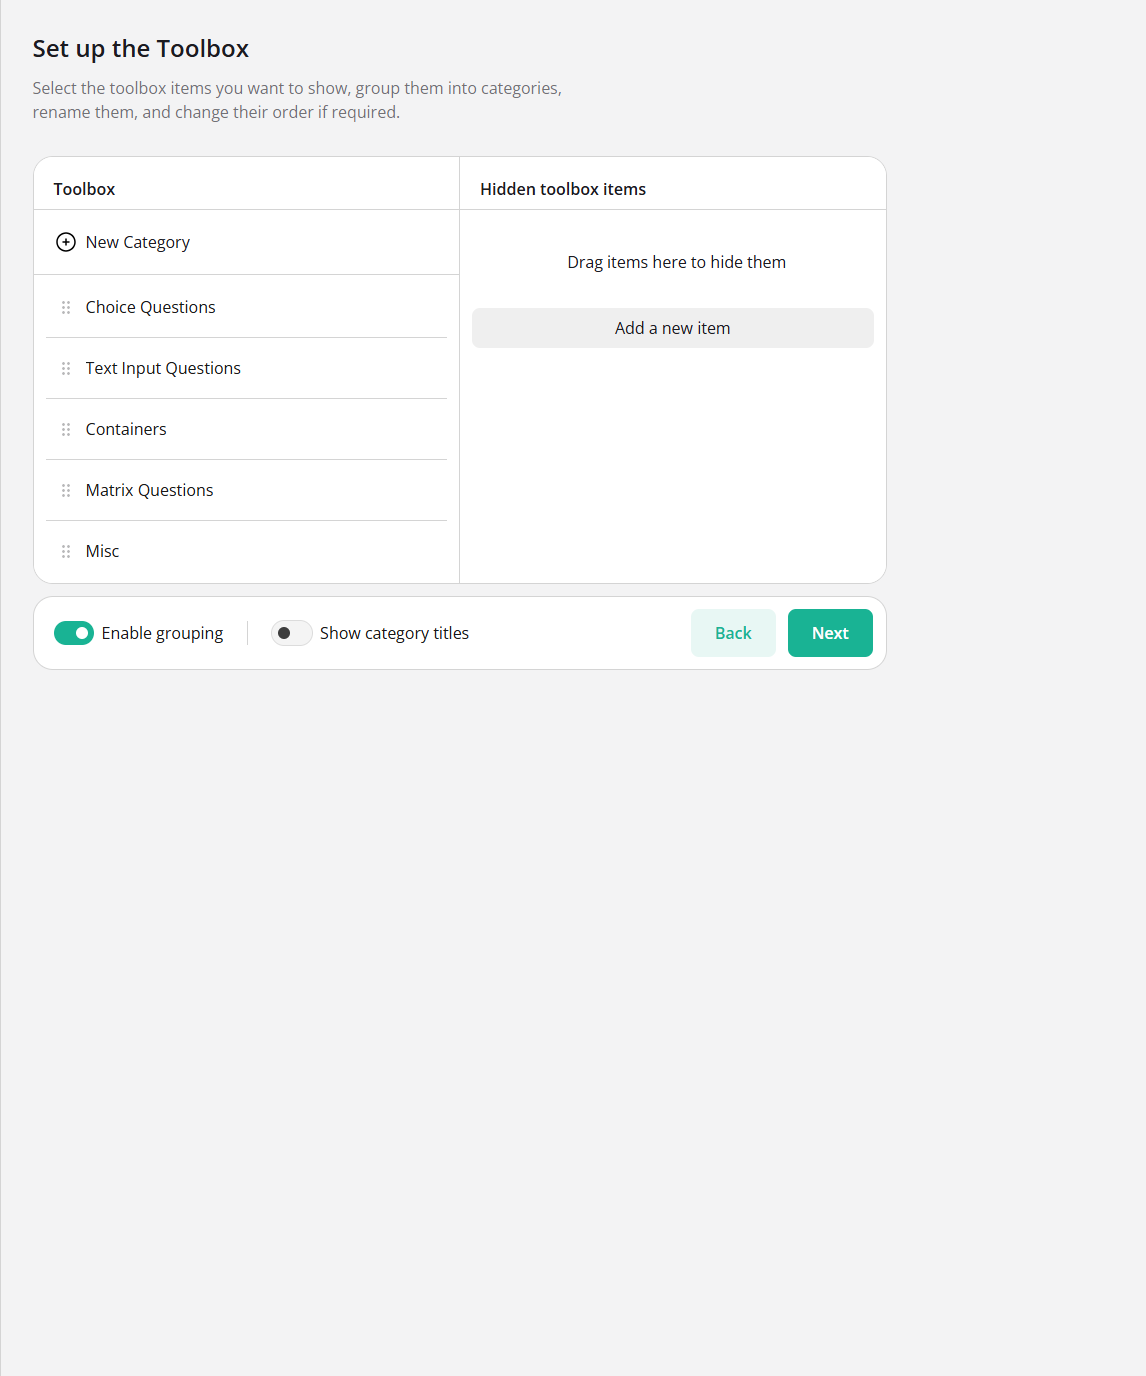 Set up the Toolbox
Select the toolbox items you want to show, group them into categories,
rename them, and change their order if required.
Toolbox
Hidden toolbox items
New Category
Drag items here to hide them
Choice Questions
Add a new item
Text Input Questions
Containers
Matrix Questions
Misc
Enable grouping
Show category titles
Back
Next